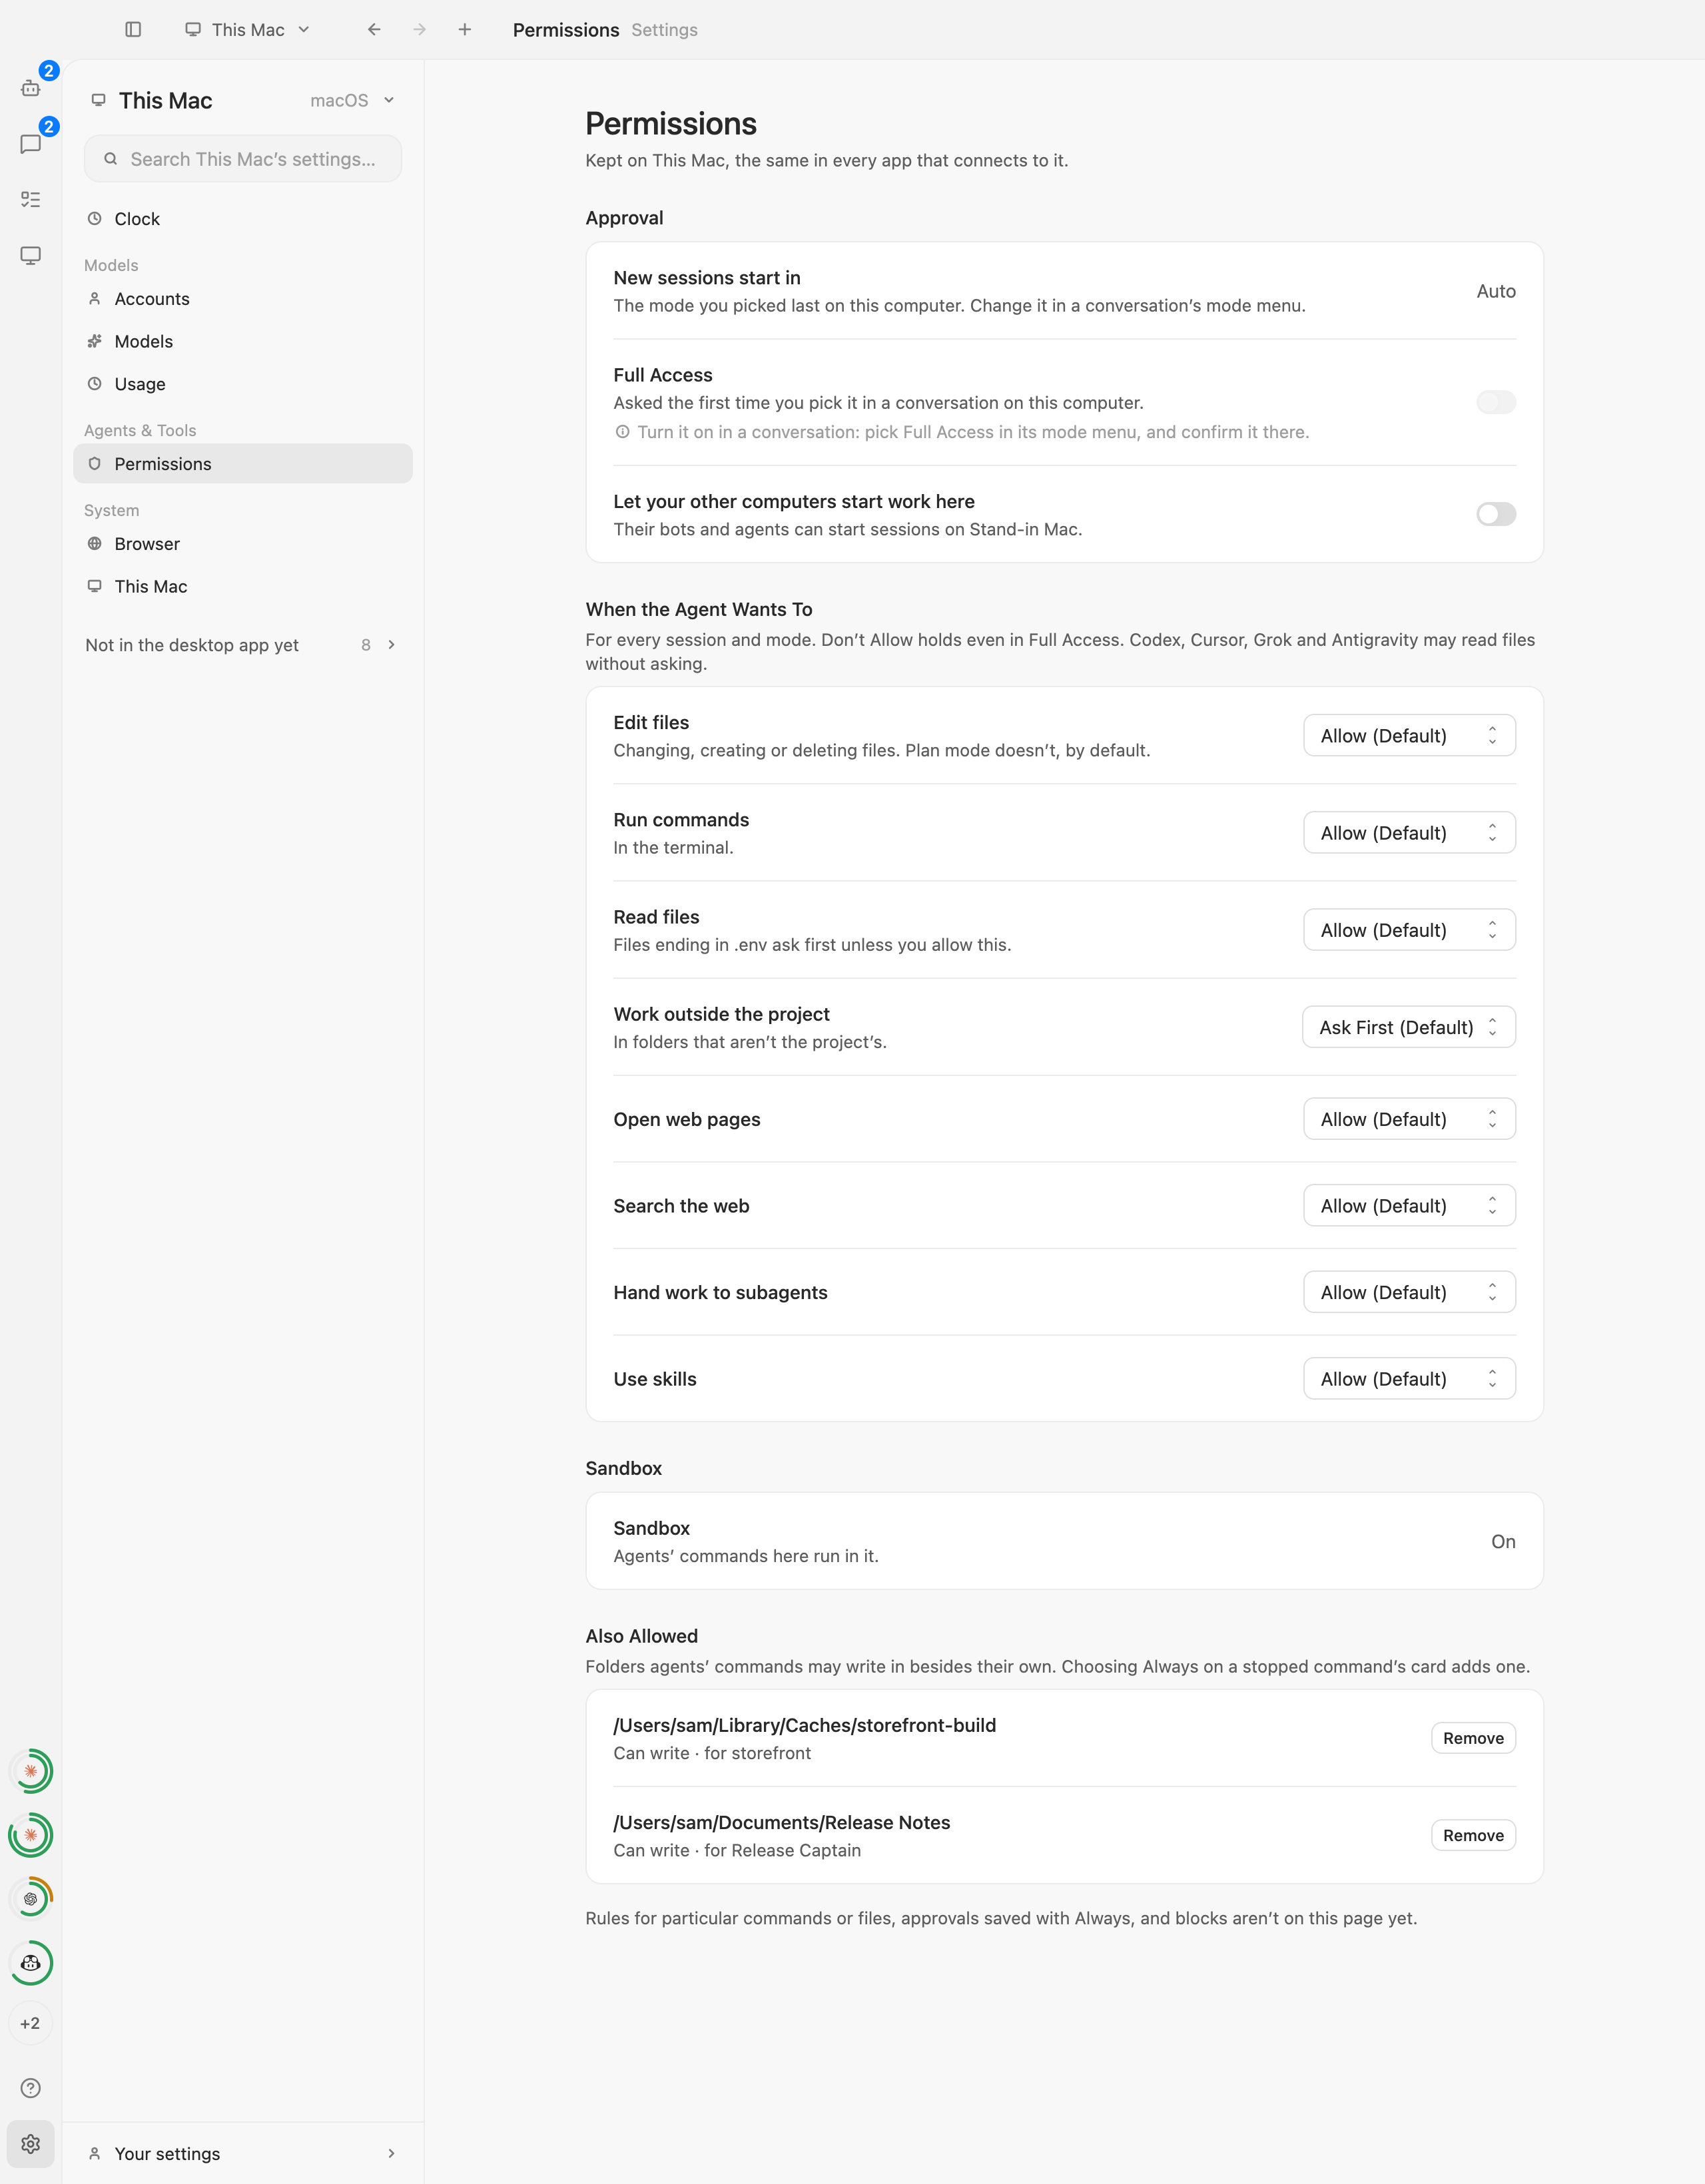 This Mac
Permissions Settings
2
2
This Mac macOS
Search This Mac’s settings...
Clock
Models
Accounts
Models
Usage
Agents & Tools
Permissions
System
Browser
This Mac
Not in the desktop app yet 8
+2
Your settings
Permissions
Kept on This Mac, the same in every app that connects to it.
Approval
New sessions start in
The mode you picked last on this computer. Change it in a conversation’s mode menu.
Auto
Full Access
Asked the first time you pick it in a conversation on this computer.
Turn it on in a conversation: pick Full Access in its mode menu, and confirm it there.
Let your other computers start work here
Their bots and agents can start sessions on Stand-in Mac.
When the Agent Wants To
For every session and mode. Don’t Allow holds even in Full Access. Codex, Cursor, Grok and Antigravity may read files
without asking.
Edit files
Changing, creating or deleting files. Plan mode doesn’t, by default.
Allow (Default)
Run commands
In the terminal.
Allow (Default)
Read files
Files ending in .env ask first unless you allow this.
Allow (Default)
Work outside the project
In folders that aren’t the project’s.
Ask First (Default)
Open web pages
Allow (Default)
Search the web
Allow (Default)
Hand work to subagents
Allow (Default)
Use skills
Allow (Default)
Sandbox
Sandbox
Agents’ commands here run in it.
On
Also Allowed
Folders agents’ commands may write in besides their own. Choosing Always on a stopped command’s card adds one.
/Users/sam/Library/Caches/storefront-build
Can write · for storefront
Remove
/Users/sam/Documents/Release Notes
Can write · for Release Captain
Remove
Rules for particular commands or files, approvals saved with Always, and blocks aren’t on this page yet.